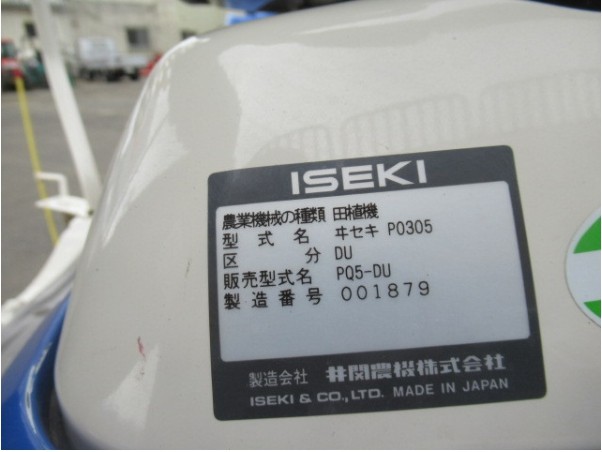 ISEKI
農業機械の種類 田植機
型式名 ヰセキ P0305
区分 DU
販売型式名 PQ5-DU
製造番号 001879
製造会社 井関農機株式会社
ISEKI & CO., LTD. MADE IN JAPAN